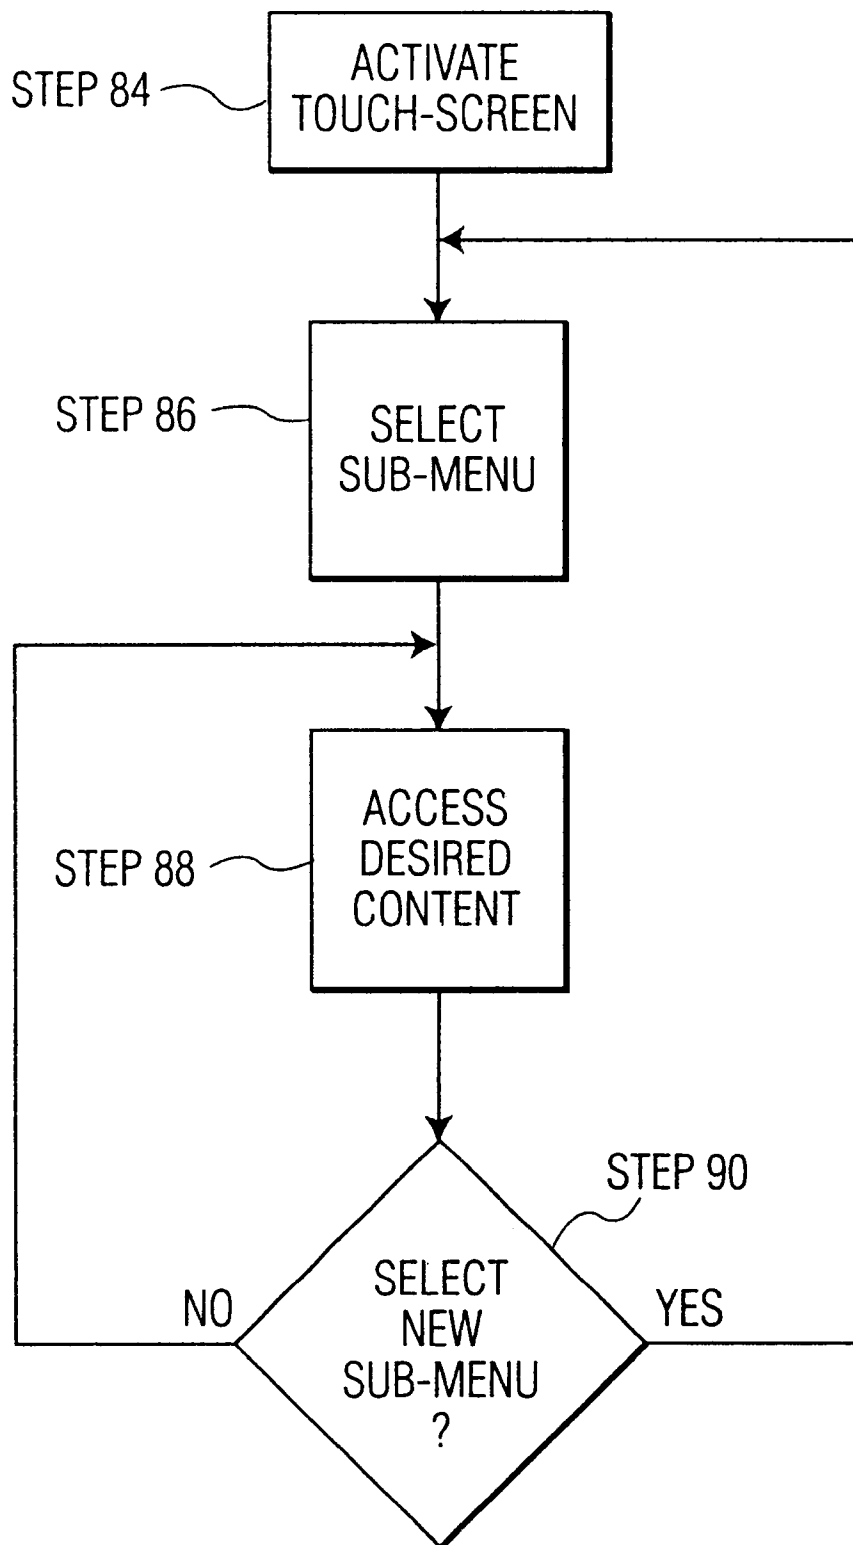 STEP 84
ACTIVATE
TOUCH-SCREEN
STEP 86
SELECT
SUB-MENU
STEP 88
ACCESS
DESIRED
CONTENT
STEP 90
NO
SELECT
NEW
SUB-MENU
?
YES